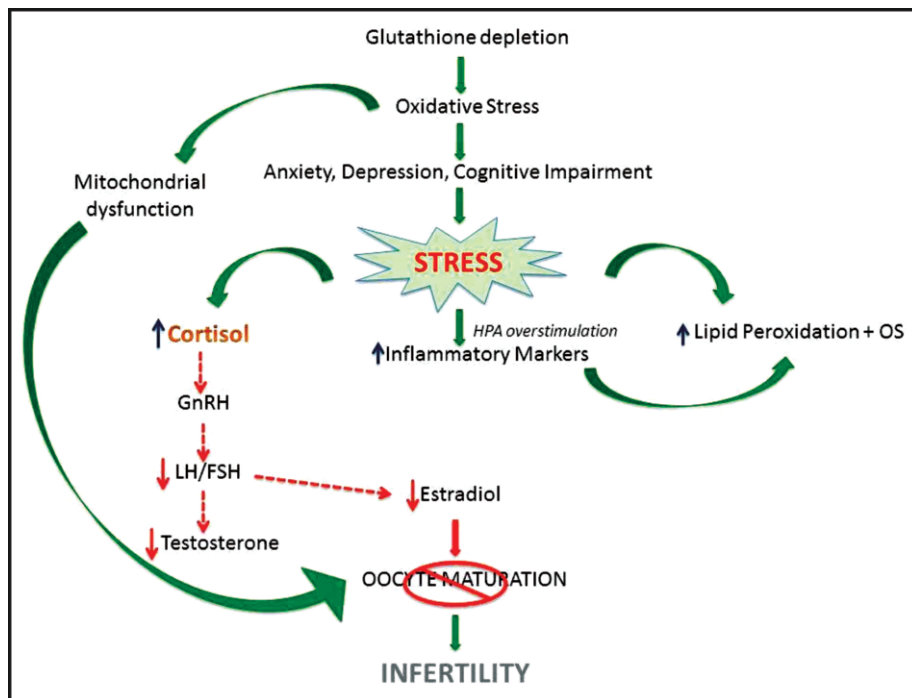 Glutathione depletion
Oxidative Stress
Anxiety, Depression, Cognitive Impairment
Mitochondrial
dysfunction
STRESS
Cortisol
HPA overstimulation
Inflammatory Markers
Lipid Peroxidation + OS
GnRH
LH/FSH
Estradiol
Testosterone
OOCYTE MATURATION
INFERTILITY